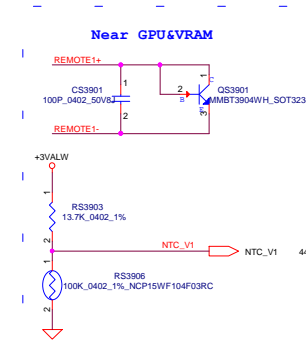 Near GPU&VRAM
REMOTE1+
1
CS3901
100P_0402_50V8J
2
1
C
2
B
E
3
QS3901
MMBT3904WH_SOT323
REMOTE1-
+3VALW
1
RS3903
13.7K_0402_1%
2
NTC_V1
NTC_V1
44
1
RS3906
100K_0402_1%_NCP15WF104F03RC
2